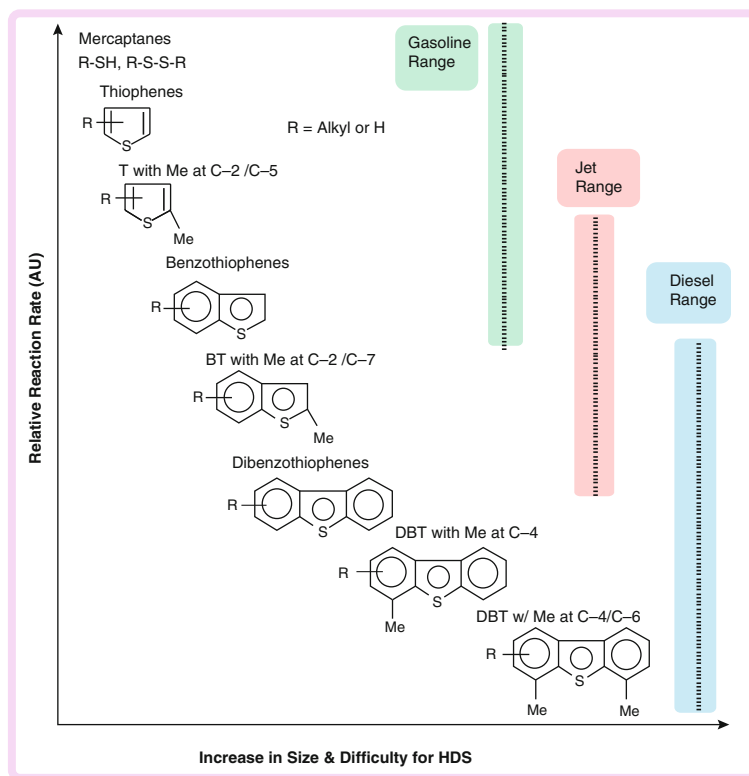 Mercaptanes
R-SH, R-S-S-R
Thiophenes
R
S
R = Alkyl or H
T with Me at C–2 /C–5
R
S
Me
Benzothiophenes
R
S
BT with Me at C–2 /C–7
R
S
Me
Dibenzothiophenes
R
S
DBT with Me at C–4
R
S
Me
DBT w/ Me at C–4/C–6
R
S
Me
Me
Gasoline
Range
Jet
Range
Diesel
Range
Relative Reaction Rate (AU)
Increase in Size & Difficulty for HDS